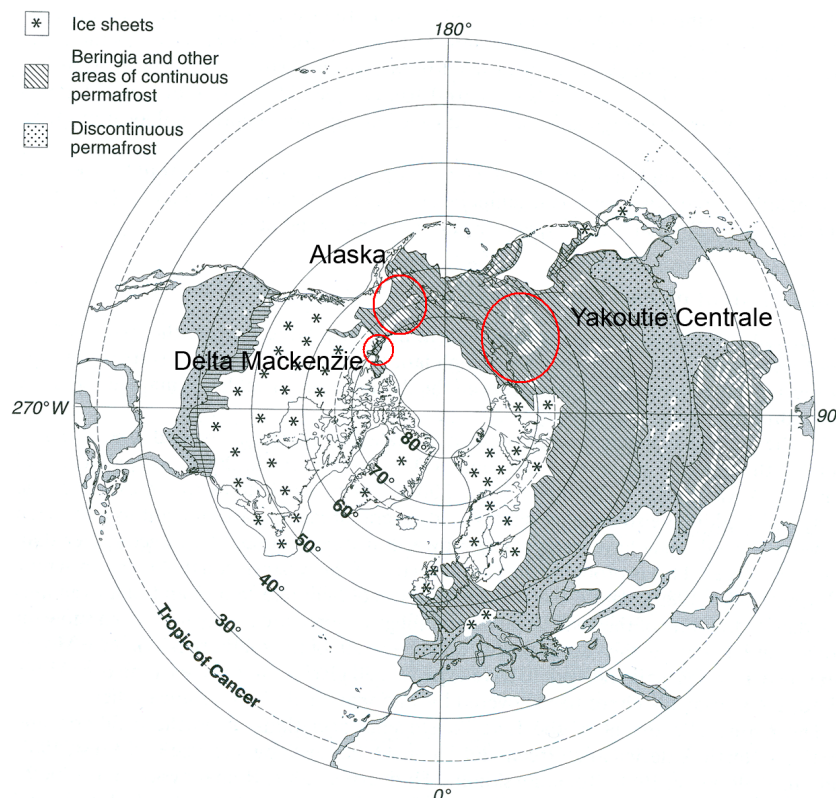 * Ice sheets
Beringia and other
areas of continuous
permafrost
Discontinuous
permafrost
180°
Alaska
Yakoutie Centrale
Delta Mackenzie
270°W
90
80°
70°
60°
50°
40°
30°
Tropic of Cancer
0°